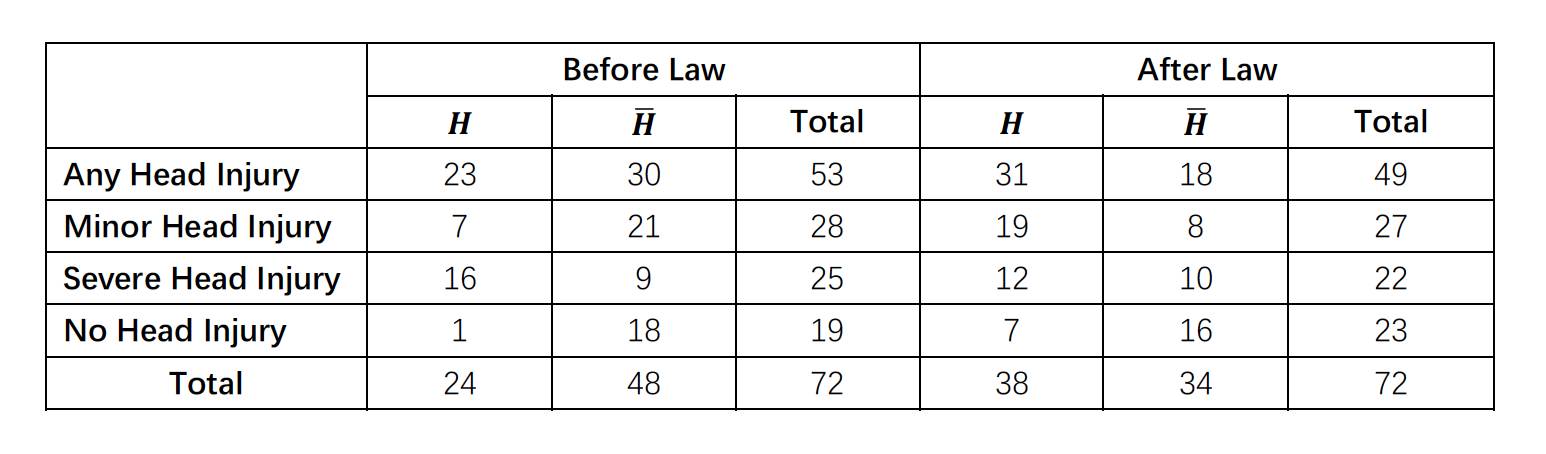 Before Law After Law
H H̅ Total H H̅ Total
Any Head Injury 23 30 53 31 18 49
Minor Head Injury 7 21 28 19 8 27
Severe Head Injury 16 9 25 12 10 22
No Head Injury 1 18 19 7 16 23
Total 24 48 72 38 34 72